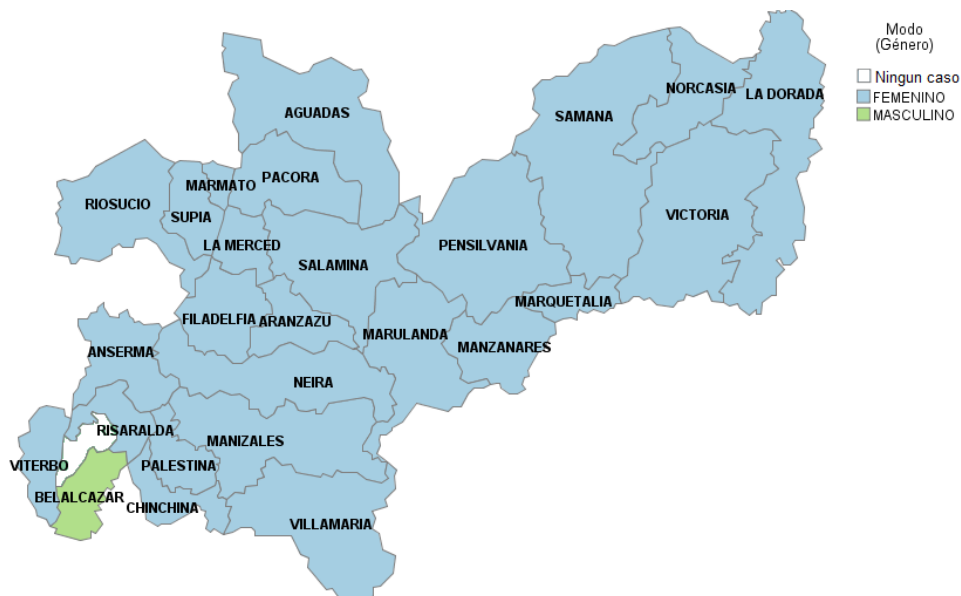 Modo
(Género)
Ningun caso
FEMENINO
MASCULINO
NORCASIA
LA DORADA
AGUADAS
SAMANA
PACORA
MARMATO
RIOSUCIO
SUPIA
VICTORIA
LA MERCED
PENSILVANIA
SALAMINA
MARQUETALIA
FILADELFIA
ARANZAZU
MARULANDA
MANZANARES
ANSERMA
NEIRA
RISARALDA
MANIZALES
VITERBO
PALESTINA
BELALCAZAR
CHINCHINA
VILLAMARIA